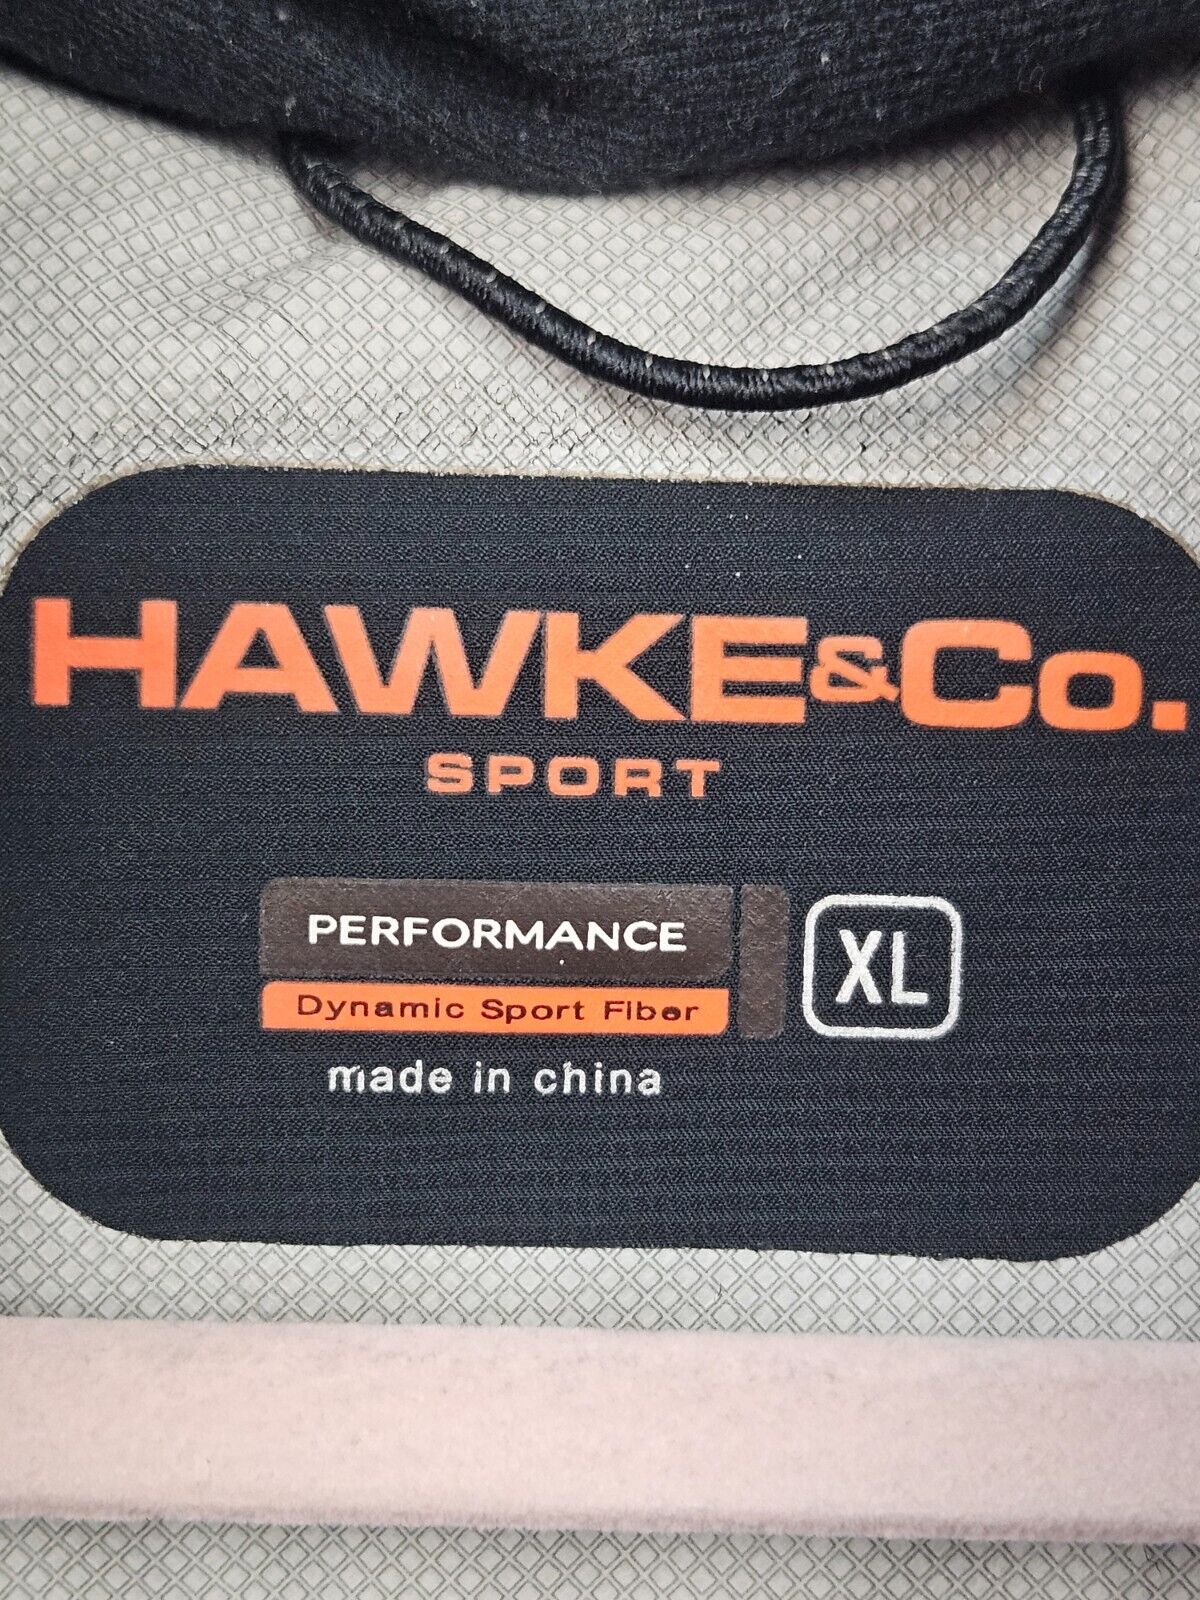 HAWKE&Co.
SPORT
PERFORMANCE
Dynamic Sport Fiber
XL
made in china